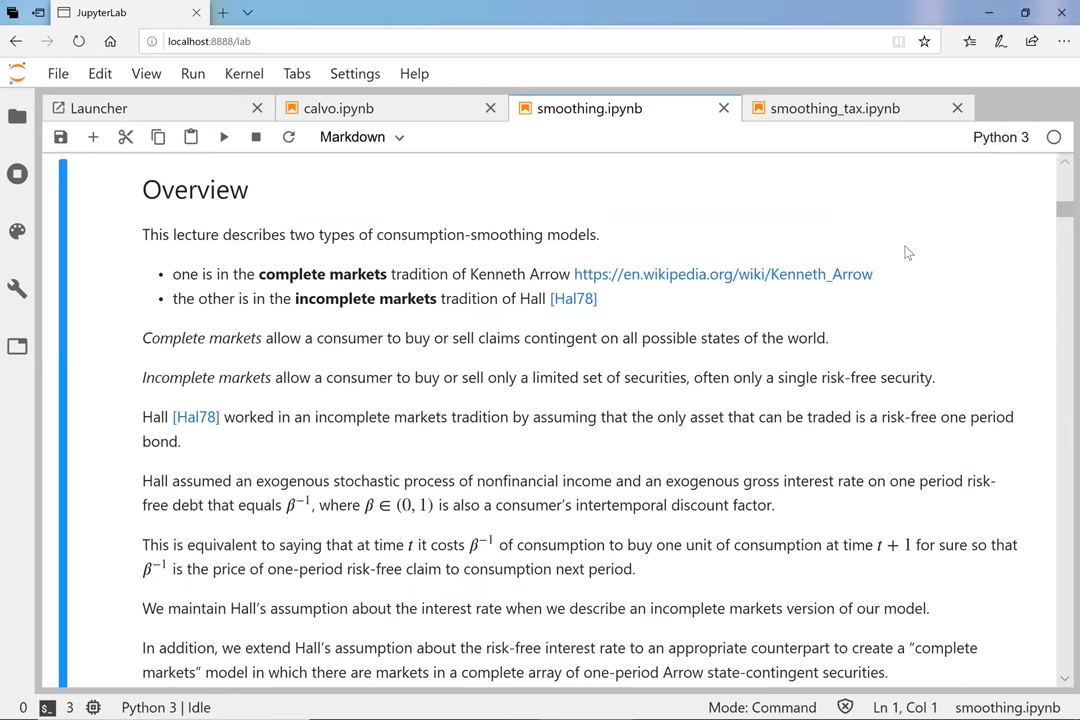 JupyterLab
localhost:8888/lab
File Edit View Run Kernel Tabs Settings Help
Launcher calvo.ipynb smoothing.ipynb smoothing_tax.ipynb
Markdown Python 3
Overview
This lecture describes two types of consumption-smoothing models.
• one is in the complete markets tradition of Kenneth Arrow https://en.wikipedia.org/wiki/Kenneth_Arrow
• the other is in the incomplete markets tradition of Hall [Hal78]
Complete markets allow a consumer to buy or sell claims contingent on all possible states of the world.
Incomplete markets allow a consumer to buy or sell only a limited set of securities, often only a single risk-free security.
Hall [Hal78] worked in an incomplete markets tradition by assuming that the only asset that can be traded is a risk-free one period
bond.
Hall assumed an exogenous stochastic process of nonfinancial income and an exogenous gross interest rate on one period risk-
free debt that equals β⁻¹, where β ∈ (0, 1) is also a consumer’s intertemporal discount factor.
This is equivalent to saying that at time t it costs β⁻¹ of consumption to buy one unit of consumption at time t + 1 for sure so that
β⁻¹ is the price of one-period risk-free claim to consumption next period.
We maintain Hall’s assumption about the interest rate when we describe an incomplete markets version of our model.
In addition, we extend Hall’s assumption about the risk-free interest rate to an appropriate counterpart to create a “complete
markets” model in which there are markets in a complete array of one-period Arrow state-contingent securities.
0 $_ 3 Python 3 | Idle Mode: Command Ln 1, Col 1 smoothing.ipynb